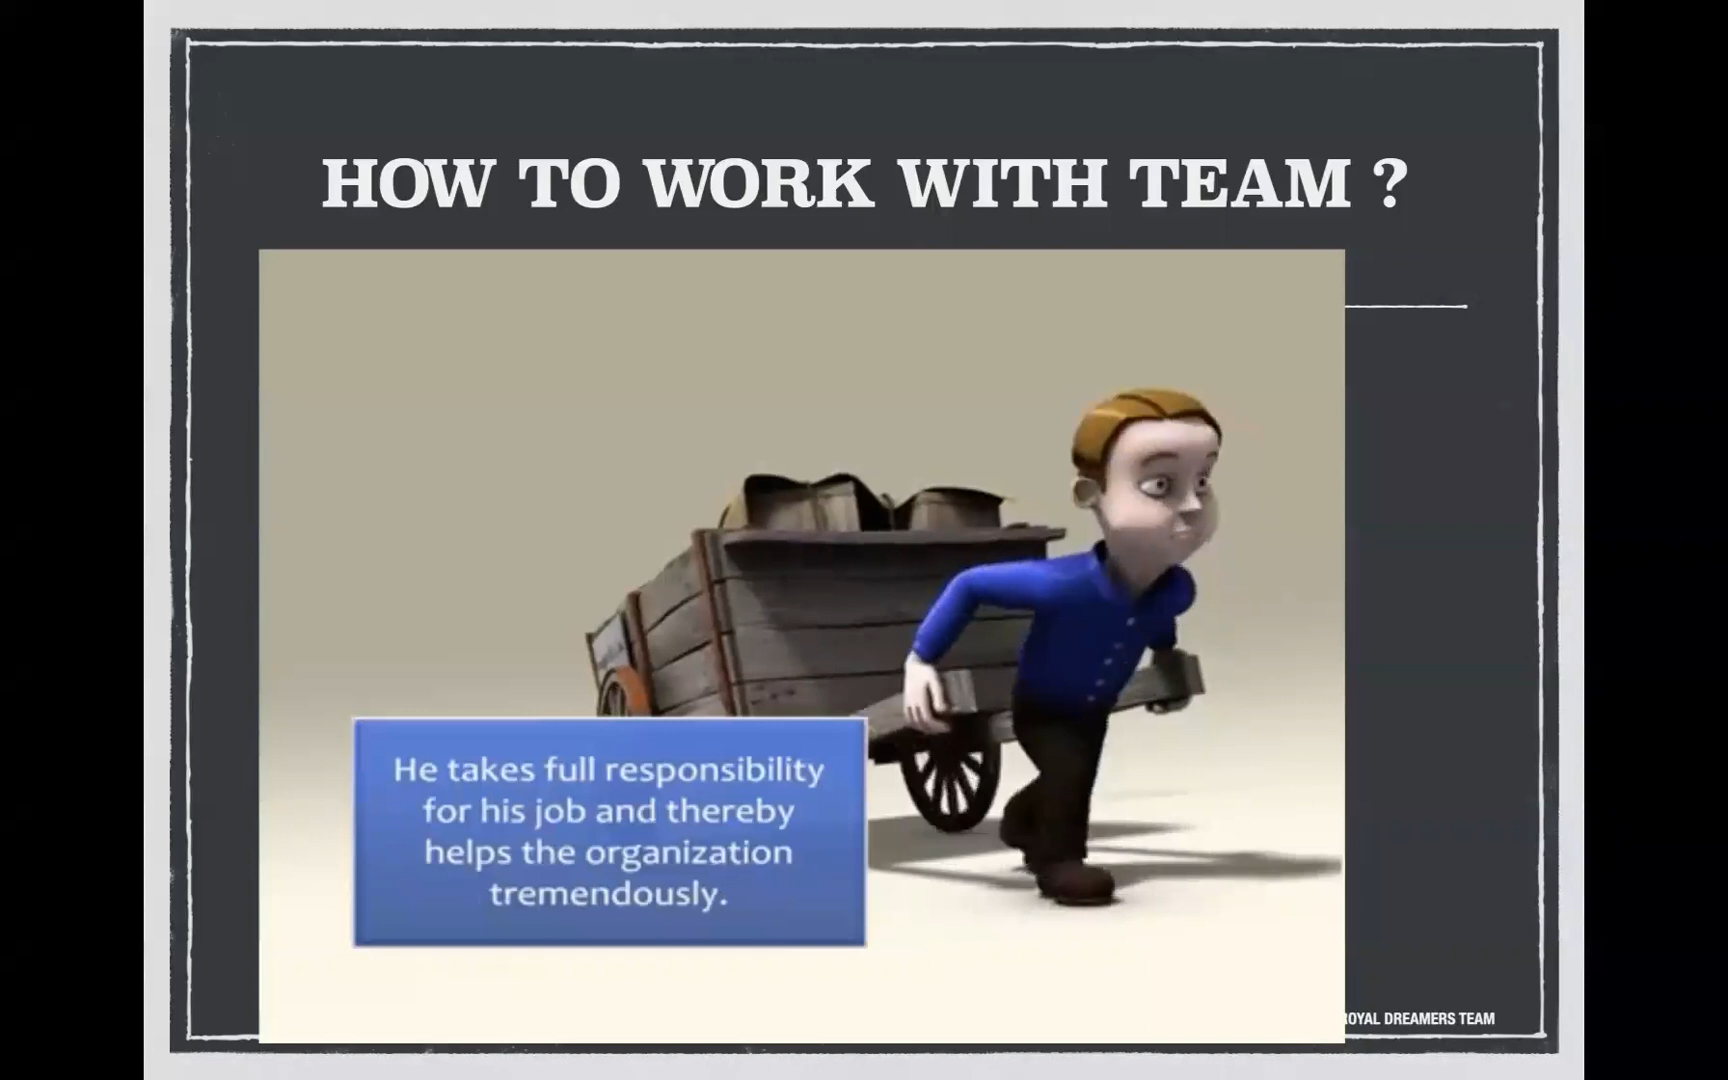 HOW TO WORK WITH TEAM ?
He takes full responsibility
for his job and thereby
helps the organization
tremendously.
ROYAL DREAMERS TEAM